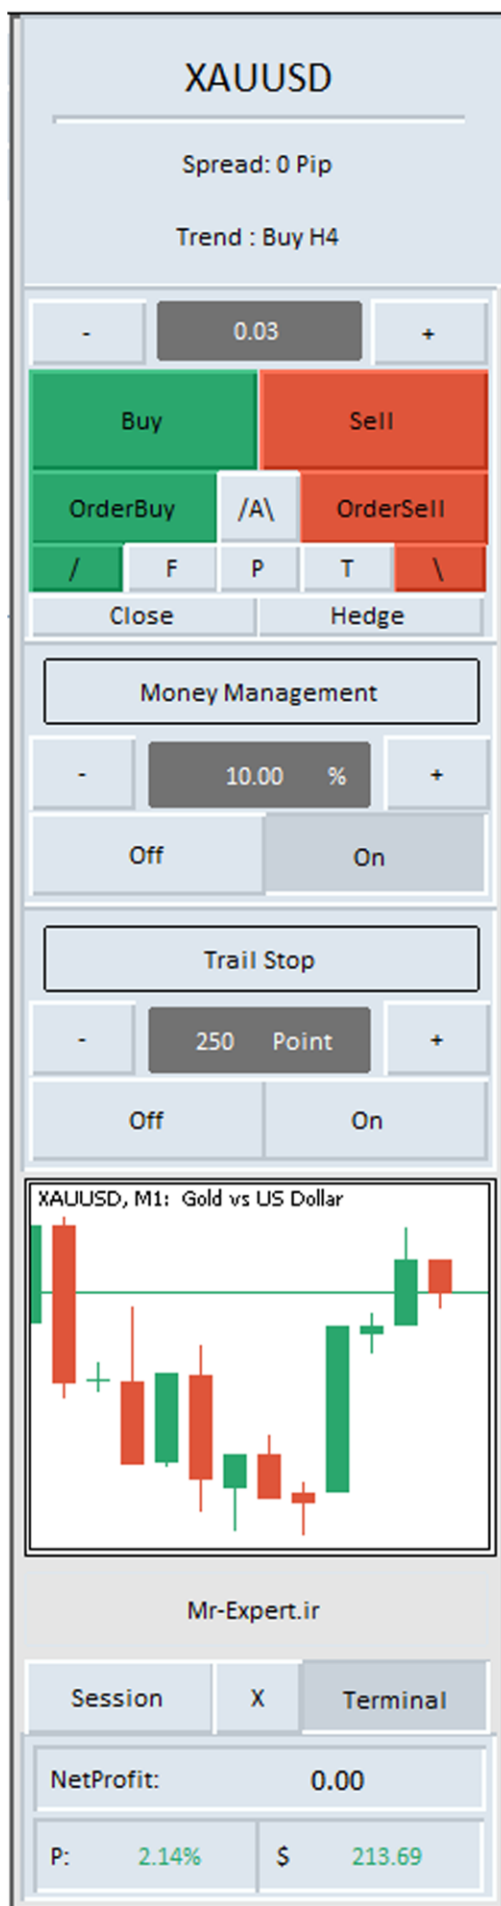 XAUUSD
Spread: 0 Pip
Trend : Buy H4
- 0.03 +
Buy Sell
OrderBuy /A\ OrderSell
/ F P T \
Close Hedge
Money Management
- 10.00 % +
Off On
Trail Stop
- 250 Point +
Off On
XAUUSD, M1: Gold vs US Dollar
Mr-Expert.ir
Session X Terminal
NetProfit: 0.00
P: 2.14% $ 213.69